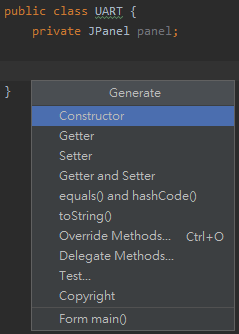 public class UART {
private JPanel panel;
}
Generate
Constructor
Getter
Setter
Getter and Setter
equals() and hashCode()
toString()
Override Methods... Ctrl+O
Delegate Methods...
Test...
Copyright
Form main()